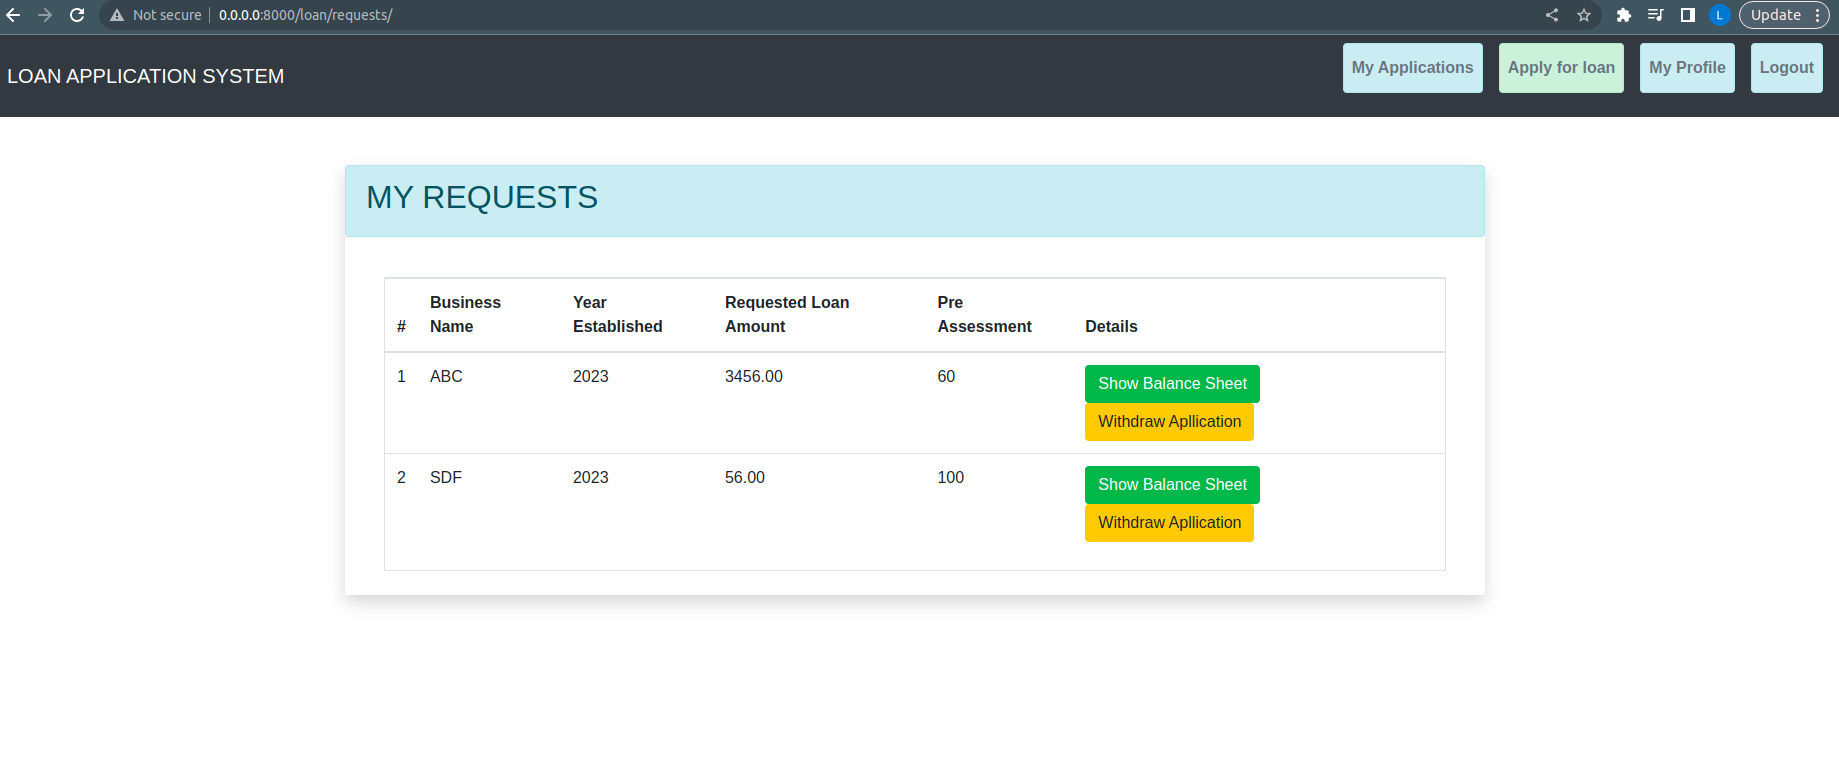 Not secure 0.0.0.0:8000/loan/requests/ L Update
LOAN APPLICATION SYSTEM My Applications Apply for loan My Profile Logout
MY REQUESTS
Business Year Requested Loan Pre
# Name Established Amount Assessment Details
1 ABC 2023 3456.00 60 Show Balance Sheet
Withdraw Apllication
2 SDF 2023 56.00 100 Show Balance Sheet
Withdraw Apllication